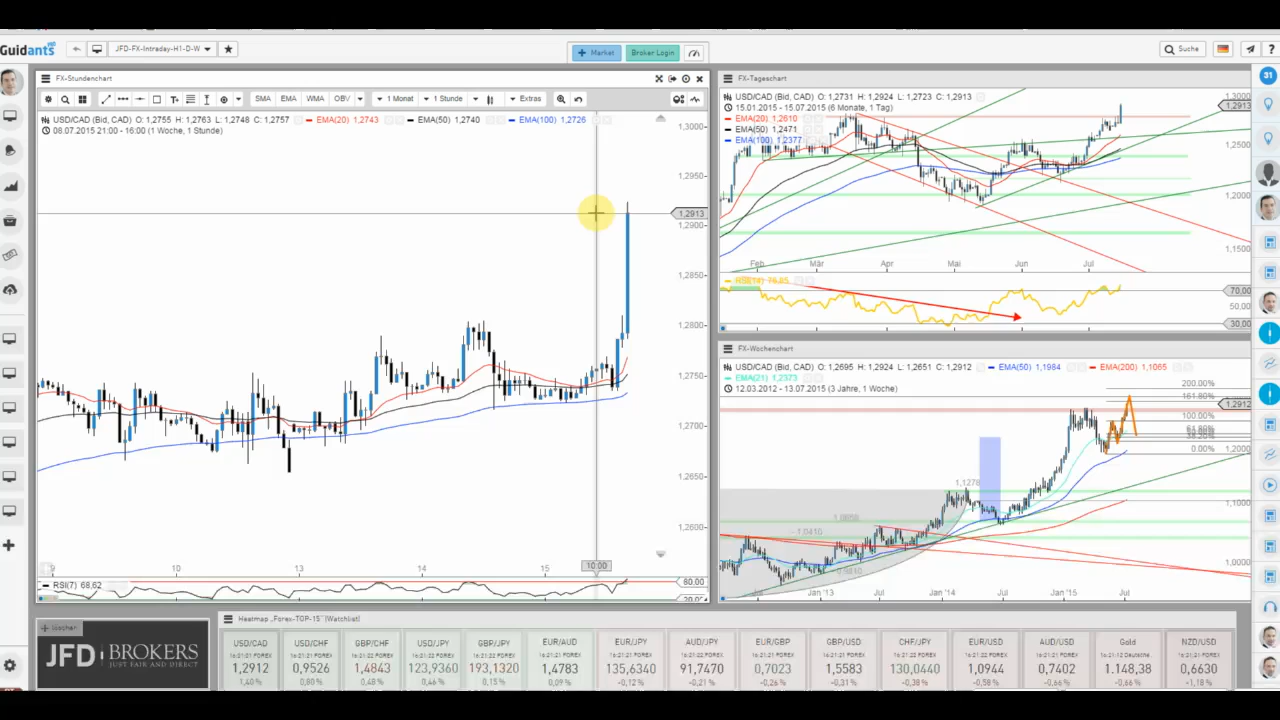 Guidants PRO
JFD-FX-Intraday-H1-D-W
+ Market
Broker Login
Suche
?
FX-Stundenchart
SMA EMA WMA OBV 1 Monat 1 Stunde Extras
USD/CAD (Bid, CAD) O: 1,2755 H: 1,2763 L: 1,2748 C: 1,2757 EMA(20) 1,2743 EMA(50) 1,2740 EMA(100) 1,2726
08.07.2015 21:00 - 16:00 (1 Woche, 1 Stunde)
1,3000
1,2950
1,2913
1,2900
1,2850
1,2800
1,2750
1,2700
1,2650
1,2600
9 10 13 14 15 10:00
RSI(7) 68,62
80,00
20,00
FX-Tageschart
USD/CAD (Bid, CAD) O: 1,2731 H: 1,2924 L: 1,2723 C: 1,2913
15.01.2015 - 15.07.2015 (6 Monate, 1 Tag)
EMA(20) 1,2610
EMA(50) 1,2471
EMA(100) 1,2377
1,3000
1,2913
1,2500
1,2000
1,1500
Feb Mär Apr Mai Jun Jul
RSI(14) 76,85
70,00
50,00
30,00
FX-Wochenchart
USD/CAD (Bid, CAD) O: 1,2695 H: 1,2924 L: 1,2651 C: 1,2912 EMA(50) 1,1984 EMA(200) 1,1065
EMA(21) 1,2373
12.03.2012 - 13.07.2015 (3 Jahre, 1 Woche)
200.00%
161.80%
1,2912
100.00%
61.80%
0.00%
1,2000
1,1278
1,1000
1,0000
Jan '13 Jul Jan '14 Jul Jan '15 Jul
31
+ löschen
JFD BROKERS
JUST FAIR AND DIRECT
Heatmap „Forex-TOP-15" (Watchlist)
USD/CAD USD/CHF GBP/CHF USD/JPY GBP/JPY EUR/AUD EUR/JPY AUD/JPY EUR/GBP GBP/USD CHF/JPY EUR/USD AUD/USD Gold NZD/USD
1,2912 0,9526 1,4843 123,9360 193,1320 1,4783 135,6340 91,7470 0,7023 1,5583 130,0440 1,0944 0,7402 1.148,38 0,6630
1,40% 0,80% 0,48% 0,46% 0,15% 0,09% -0,12% -0,21% -0,26% -0,31% -0,38% -0,58% -0,66% -0,66% -1,18%